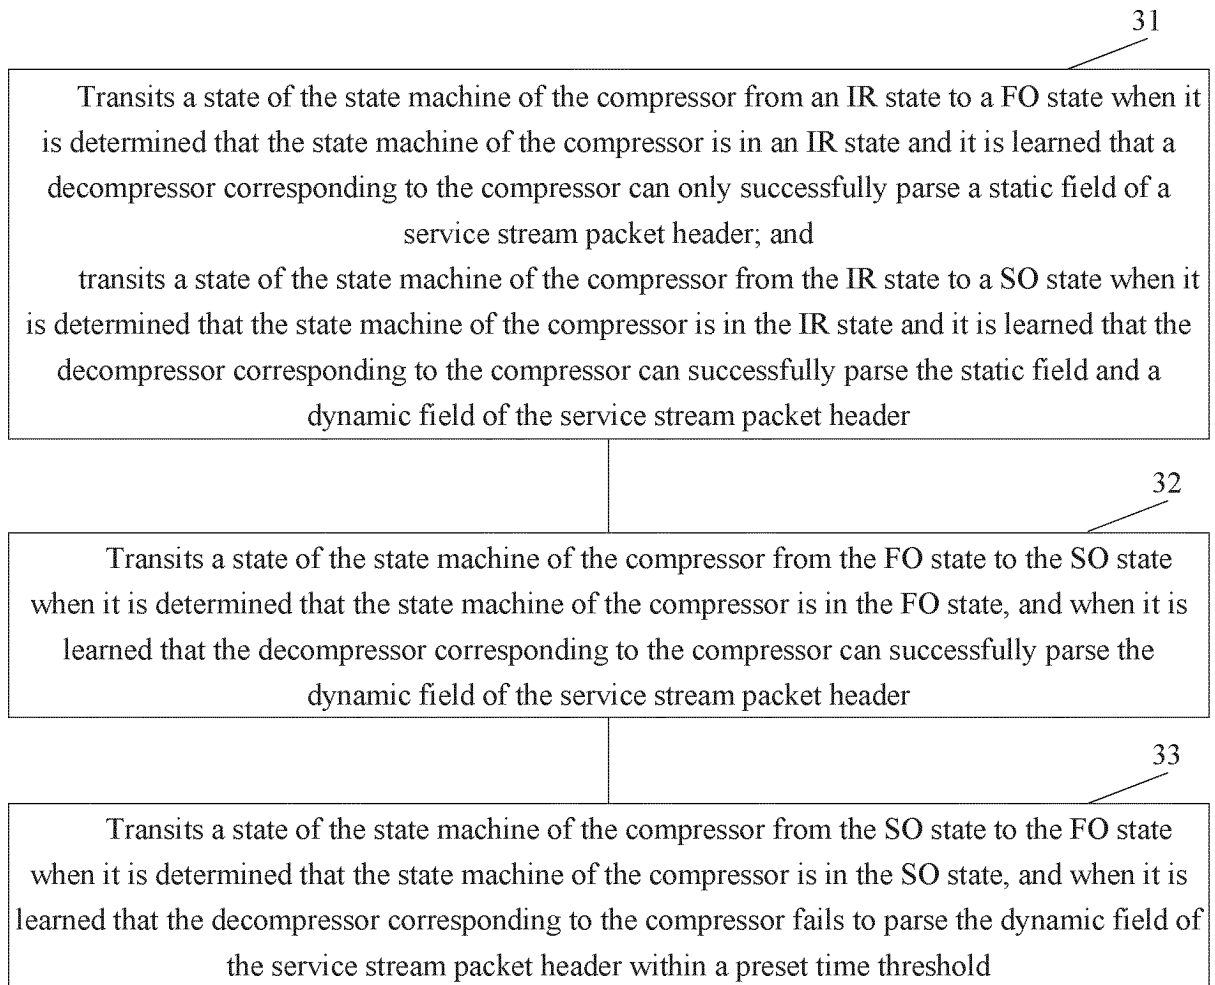 31
Transits a state of the state machine of the compressor from an IR state to a FO state when it
is determined that the state machine of the compressor is in an IR state and it is learned that a
decompressor corresponding to the compressor can only successfully parse a static field of a
service stream packet header; and
transits a state of the state machine of the compressor from the IR state to a SO state when it
is determined that the state machine of the compressor is in the IR state and it is learned that the
decompressor corresponding to the compressor can successfully parse the static field and a
dynamic field of the service stream packet header
32
Transits a state of the state machine of the compressor from the FO state to the SO state
when it is determined that the state machine of the compressor is in the FO state, and when it is
learned that the decompressor corresponding to the compressor can successfully parse the
dynamic field of the service stream packet header
33
Transits a state of the state machine of the compressor from the SO state to the FO state
when it is determined that the state machine of the compressor is in the SO state, and when it is
learned that the decompressor corresponding to the compressor fails to parse the dynamic field of
the service stream packet header within a preset time threshold